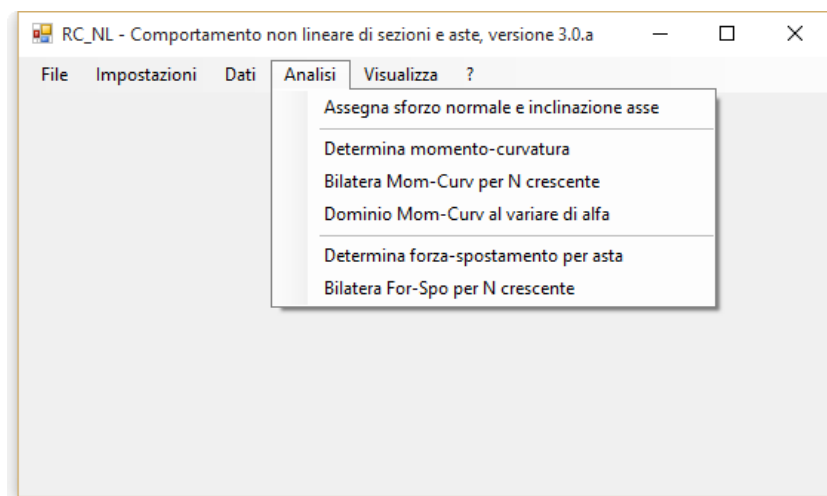 RC_NL - Comportamento non lineare di sezioni e aste, versione 3.0.a
File Impostazioni Dati Analisi Visualizza ?
Assegna sforzo normale e inclinazione asse
Determina momento-curvatura
Bilatera Mom-Curv per N crescente
Dominio Mom-Curv al variare di alfa
Determina forza-spostamento per asta
Bilatera For-Spo per N crescente